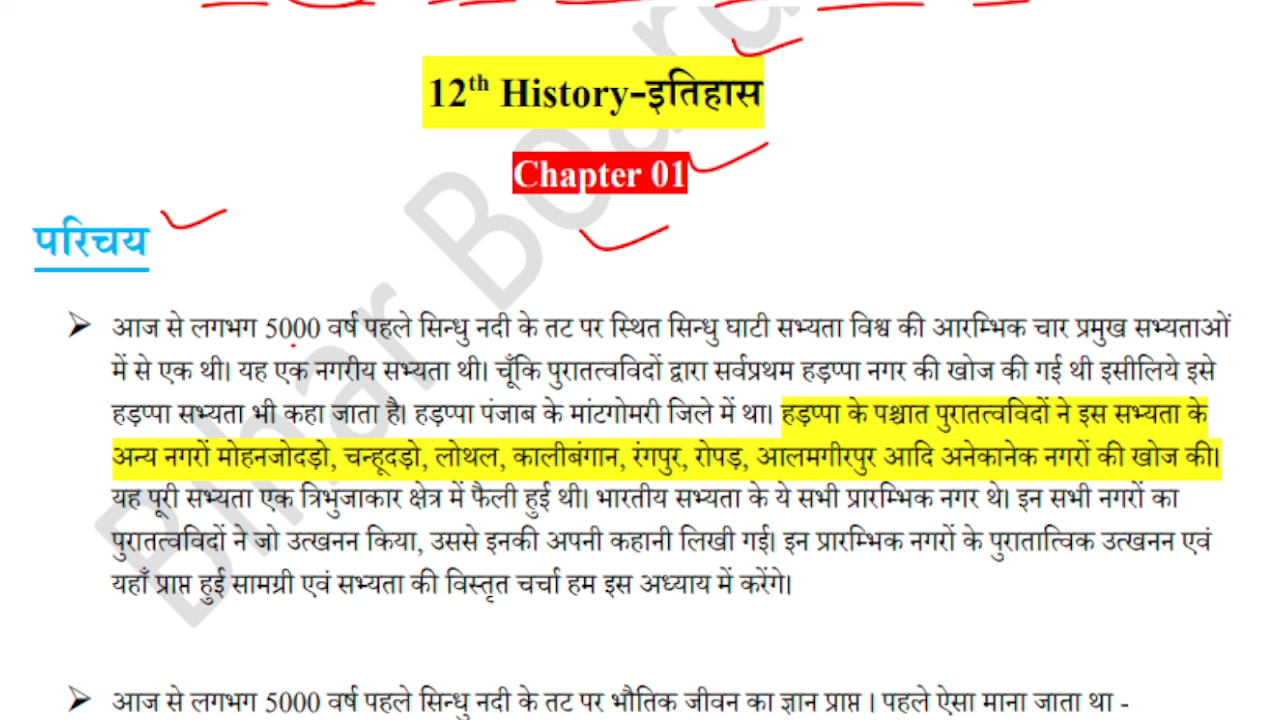 12th History-इतिहास
Chapter 01
परिचय
➤ आज से लगभग 5000 वर्ष पहले सिन्धु नदी के तट पर स्थित सिन्धु घाटी सभ्यता विश्व की आरम्भिक चार प्रमुख सभ्यताओं
में से एक थी। यह एक नगरीय सभ्यता थी। चूँकि पुरातत्वविदों द्वारा सर्वप्रथम हड़प्पा नगर की खोज की गई थी इसीलिये इसे
हड़प्पा सभ्यता भी कहा जाता है। हड़प्पा पंजाब के मांटगोमरी जिले में था। हड़प्पा के पश्चात पुरातत्वविदों ने इस सभ्यता के
अन्य नगरों मोहनजोदड़ो, चन्हूदड़ो, लोथल, कालीबंगान, रंगपुर, रोपड़, आलमगीरपुर आदि अनेकानेक नगरों की खोज की।
यह पूरी सभ्यता एक त्रिभुजाकार क्षेत्र में फैली हुई थी। भारतीय सभ्यता के ये सभी प्रारम्भिक नगर थे। इन सभी नगरों का
पुरातत्वविदों ने जो उत्खनन किया, उससे इनकी अपनी कहानी लिखी गई। इन प्रारम्भिक नगरों के पुरातात्विक उत्खनन एवं
यहाँ प्राप्त हुई सामग्री एवं सभ्यता की विस्तृत चर्चा हम इस अध्याय में करेंगे।
➤ आज से लगभग 5000 वर्ष पहले सिन्धु नदी के तट पर भौतिक जीवन का ज्ञान प्राप्त । पहले ऐसा माना जाता था -
Bihar Board